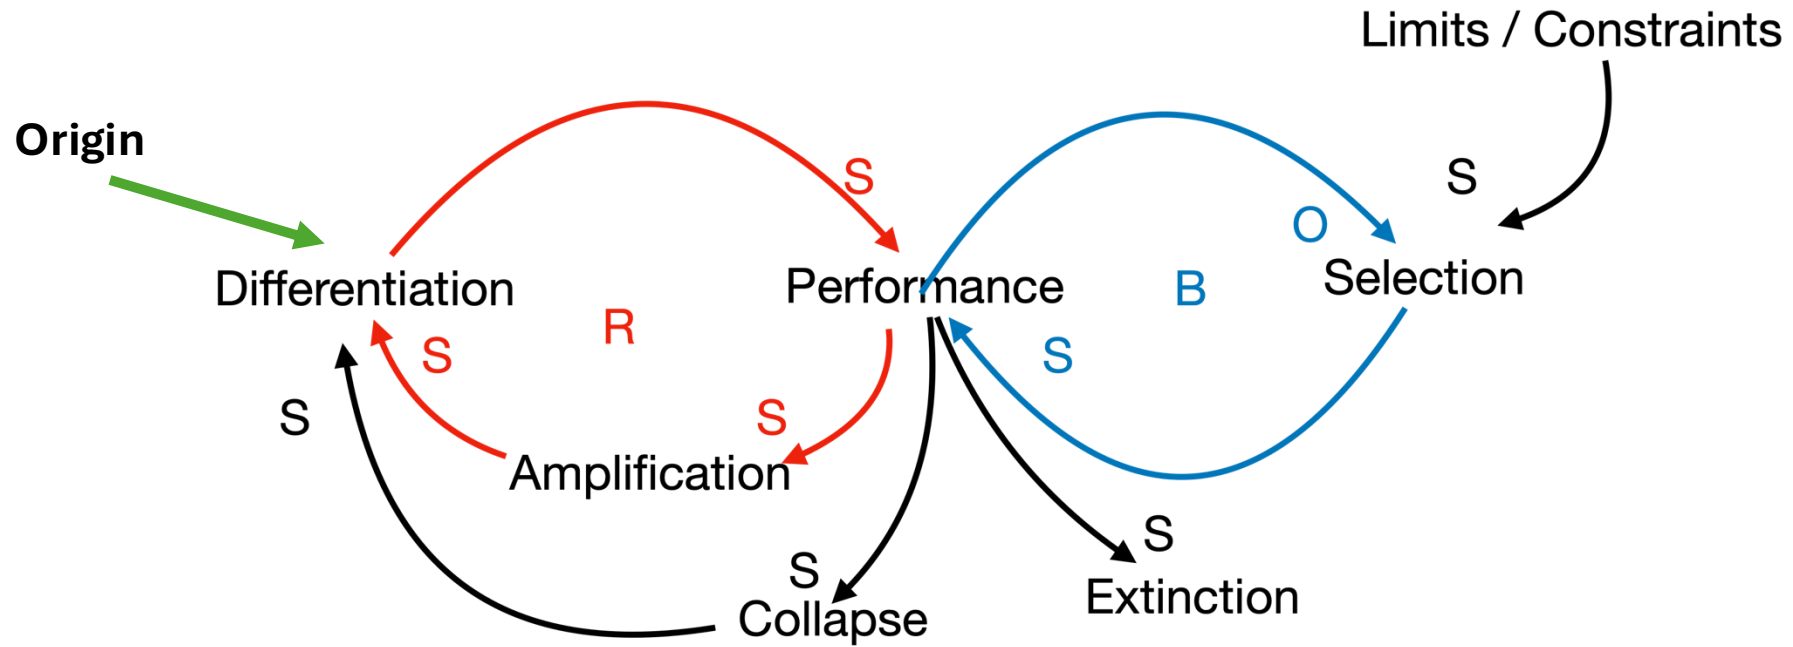 Limits / Constraints
Origin
S
S
O
S
Differentiation
Performance
B
Selection
R
S
S
S
S
Amplification
S
S
Extinction
Collapse